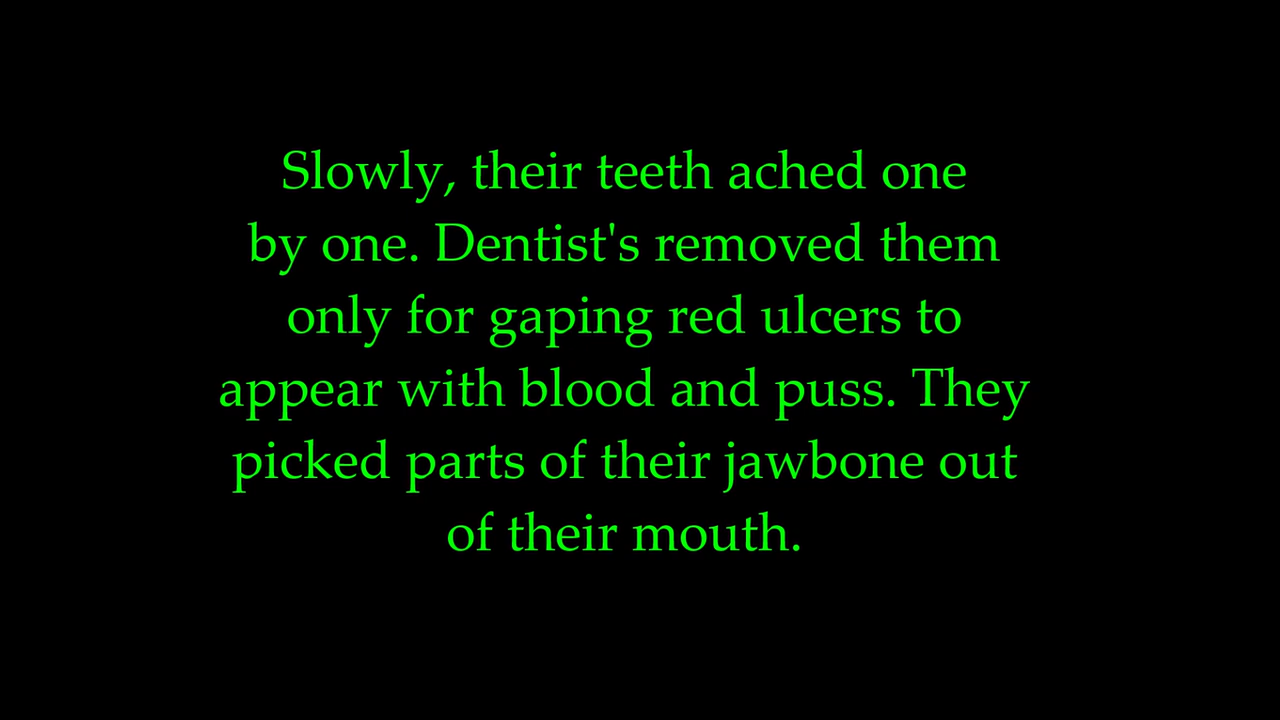 Slowly, their teeth ached one
by one. Dentist's removed them
only for gaping red ulcers to
appear with blood and puss. They
picked parts of their jawbone out
of their mouth.